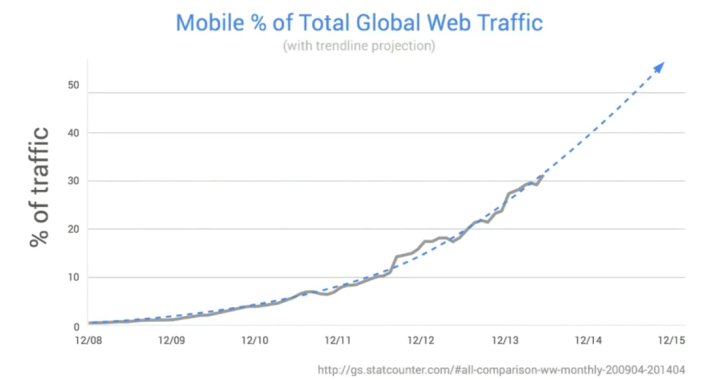 Mobile % of Total Global Web Traffic
(with trendline projection)
% of traffic
50
40
30
20
10
0
12/08 12/09 12/10 12/11 12/12 12/13 12/14 12/15
http://gs.statcounter.com/#all-comparison-ww-monthly-200904-201404